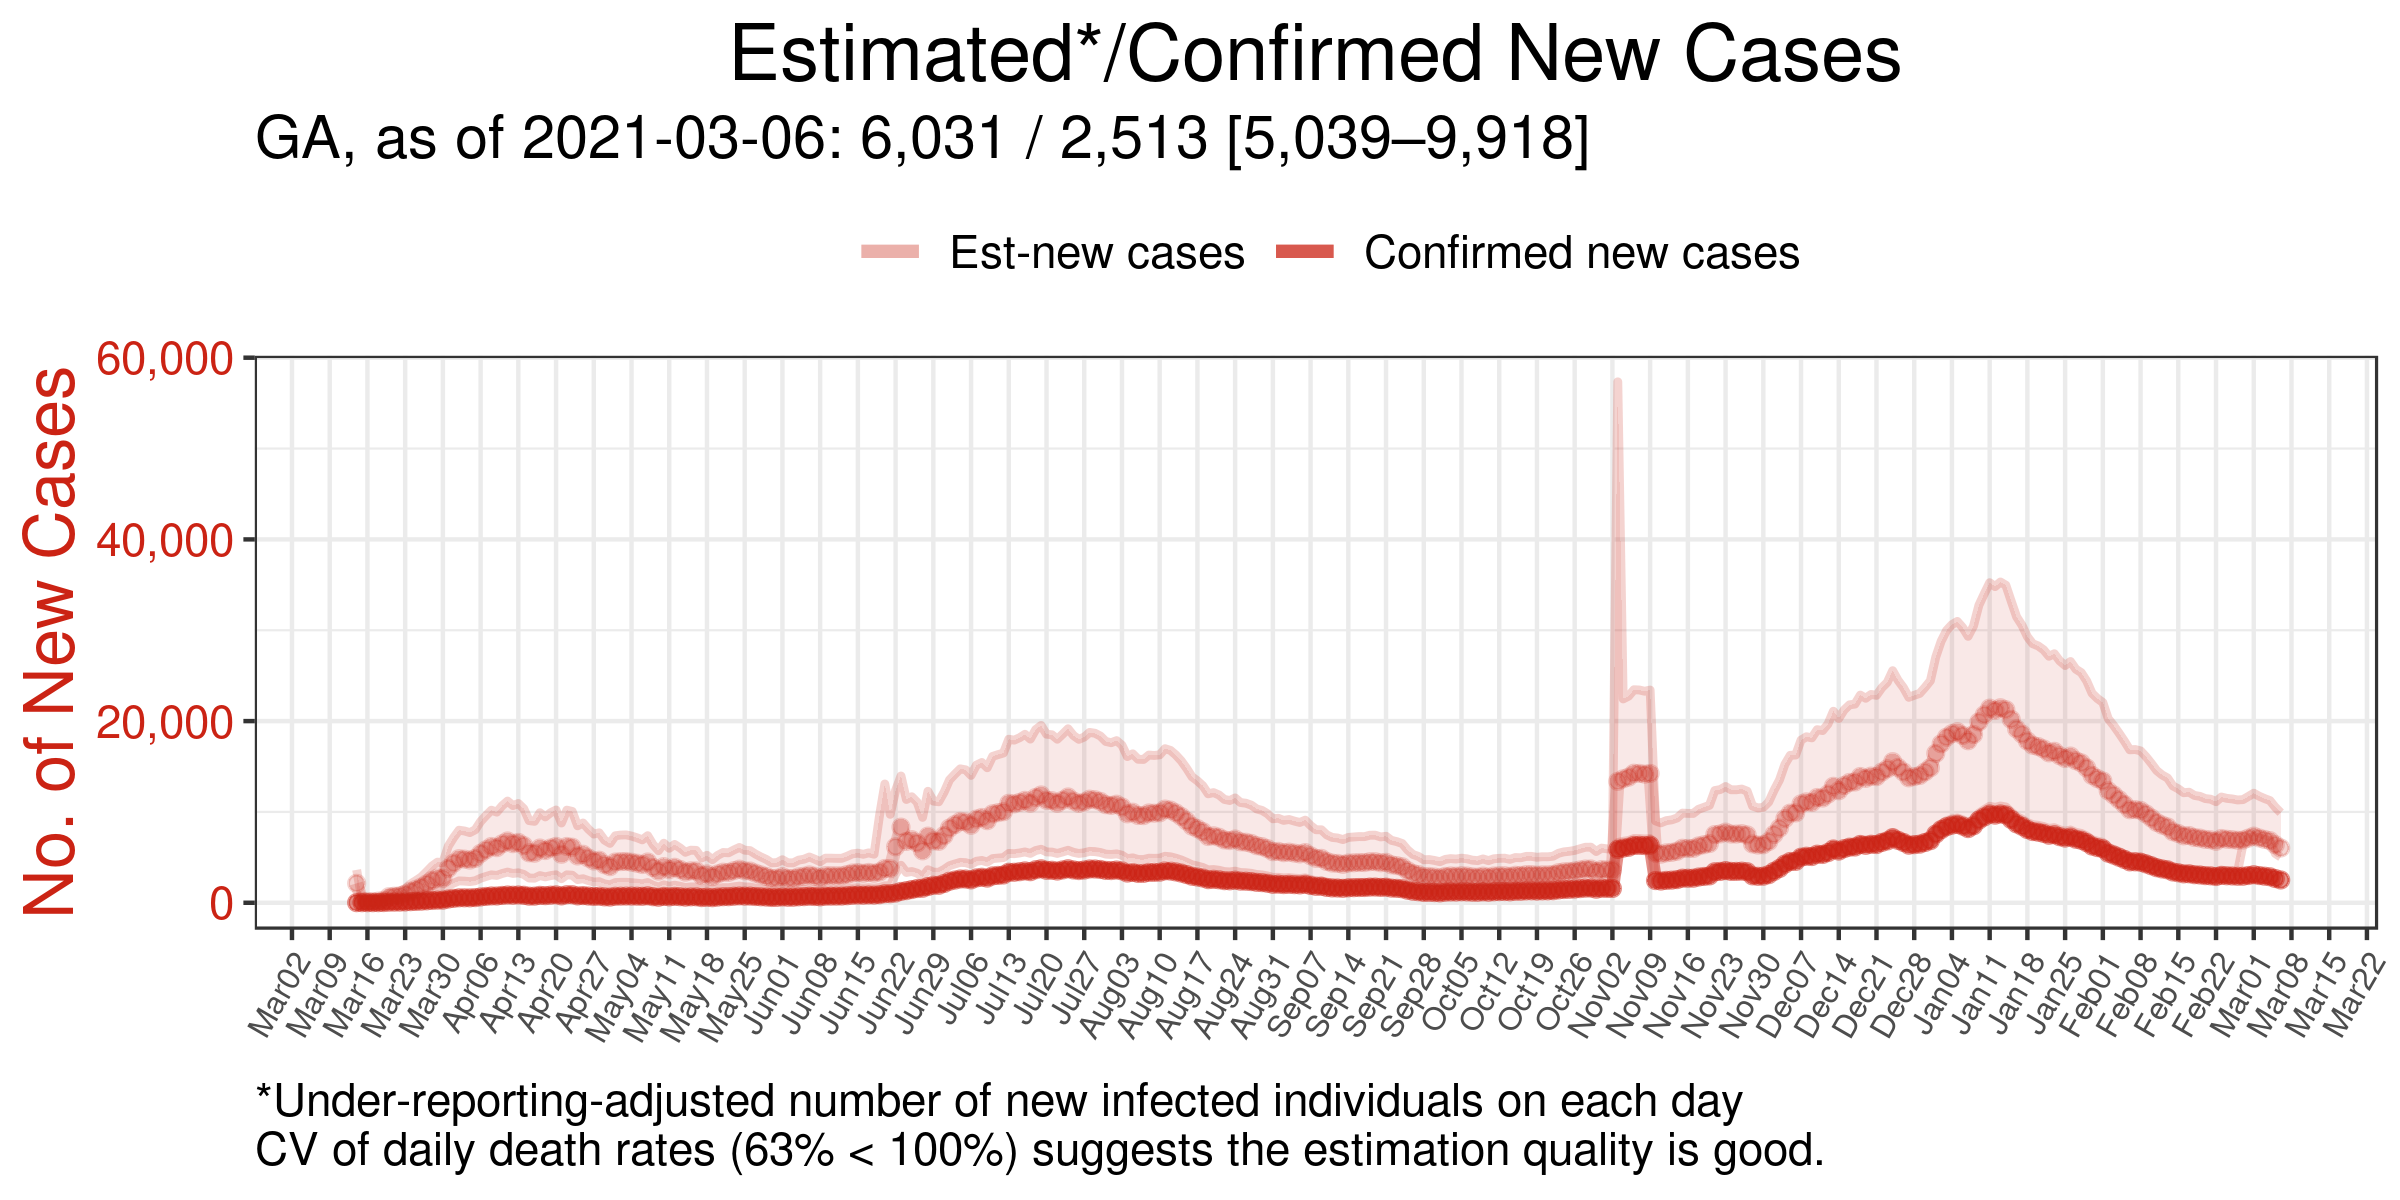 Estimated*/Confirmed New Cases
GA, as of 2021-03-06: 6,031 / 2,513 [5,039–9,918]
Est-new cases
Confirmed new cases
No. of New Cases
60,000
40,000
20,000
0
Mar02
Mar09
Mar16
Mar23
Mar30
Apr06
Apr13
Apr20
Apr27
May04
May11
May18
May25
Jun01
Jun08
Jun15
Jun22
Jun29
Jul06
Jul13
Jul20
Jul27
Aug03
Aug10
Aug17
Aug24
Aug31
Sep07
Sep14
Sep21
Sep28
Oct05
Oct12
Oct19
Oct26
Nov02
Nov09
Nov16
Nov23
Nov30
Dec07
Dec14
Dec21
Dec28
Jan04
Jan11
Jan18
Jan25
Feb01
Feb08
Feb15
Feb22
Mar01
Mar08
Mar15
Mar22
*Under-reporting-adjusted number of new infected individuals on each day
CV of daily death rates (63% < 100%) suggests the estimation quality is good.